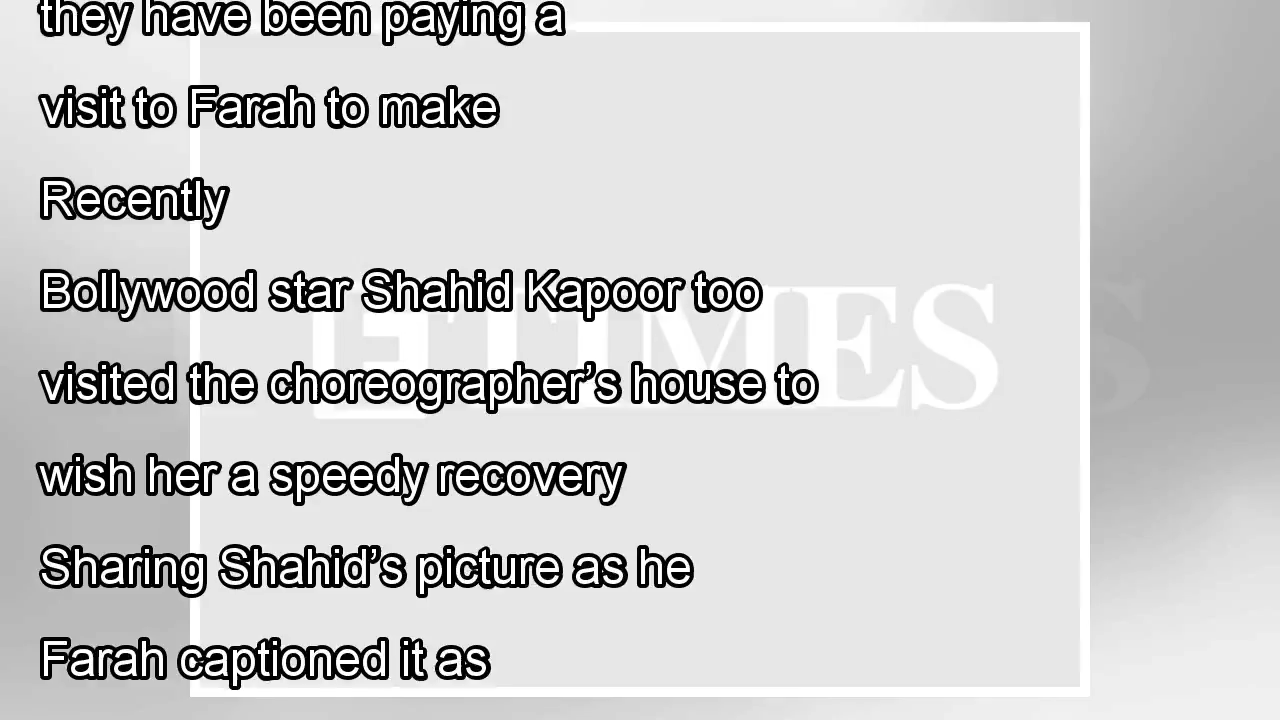 they have been paying a
visit to Farah to make
Recently
Bollywood star Shahid Kapoor too
ETIMES
visited the choreographer’s house to
wish her a speedy recovery
Sharing Shahid’s picture as he
Farah captioned it as